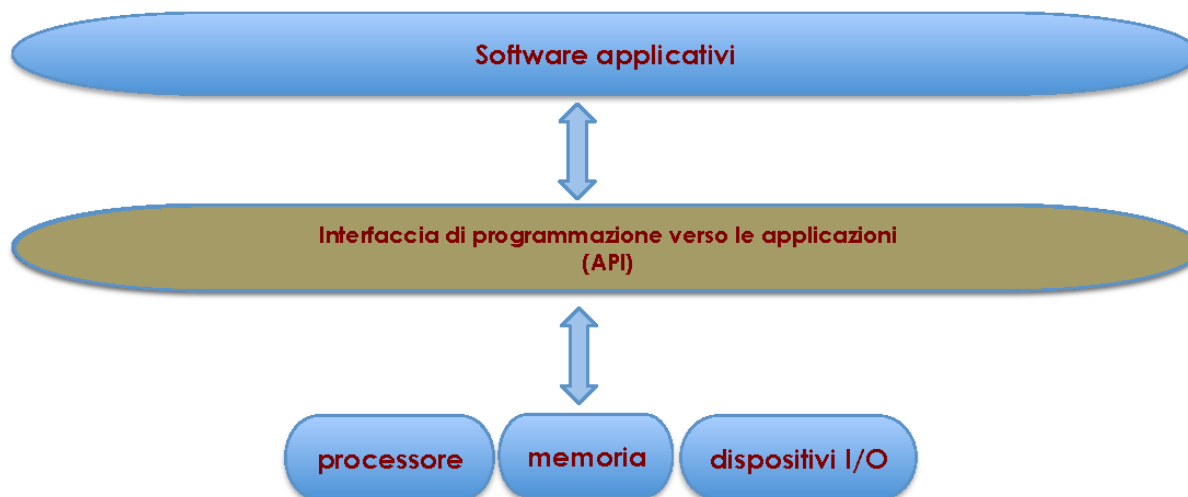 Software applicativi
Interfaccia di programmazione verso le applicazioni
(API)
processore
memoria
dispositivi I/O